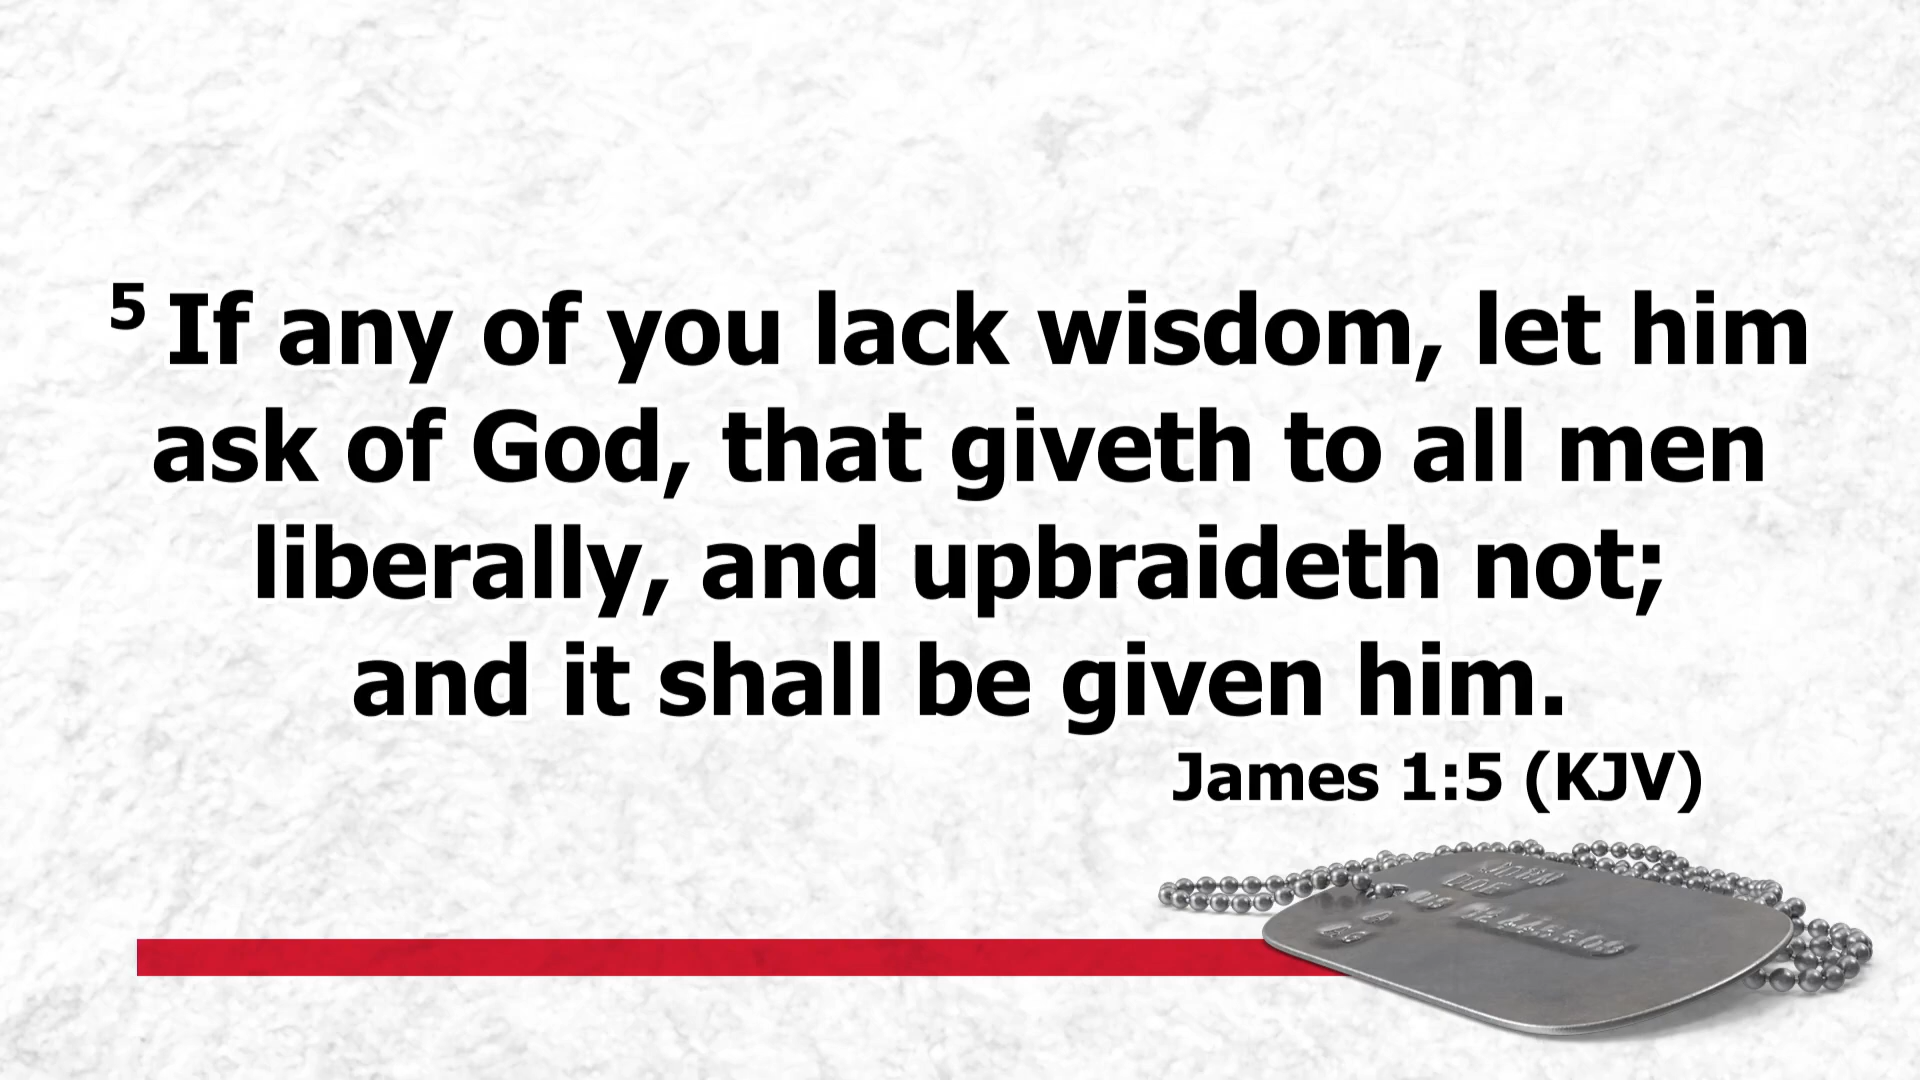 5 If any of you lack wisdom, let him
ask of God, that giveth to all men
liberally, and upbraideth not;
and it shall be given him.
James 1:5 (KJV)
DOE